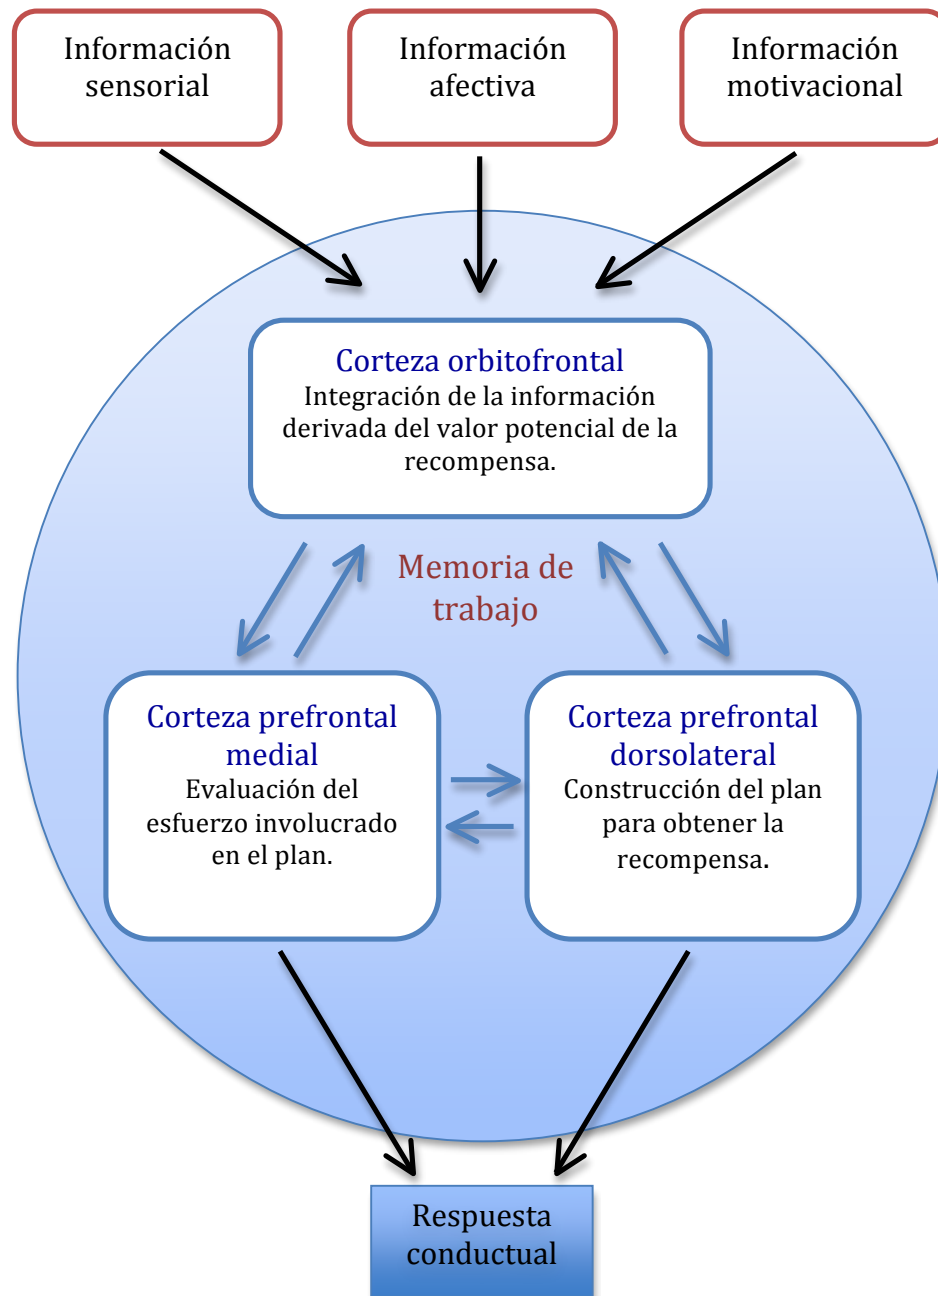 Información
sensorial
Información
afectiva
Información
motivacional
Corteza orbitofrontal
Integración de la información
derivada del valor potencial de la
recompensa.
Memoria de
trabajo
Corteza prefrontal
medial
Evaluación del
esfuerzo involucrado
en el plan.
Corteza prefrontal
dorsolateral
Construcción del plan
para obtener la
recompensa.
Respuesta
conductual